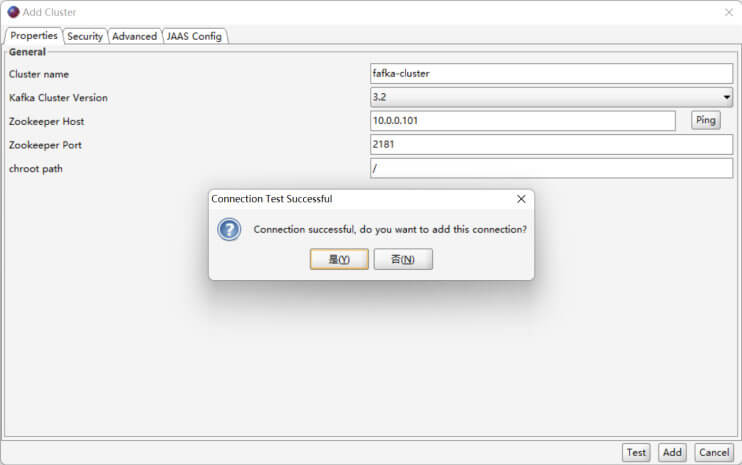 Add Cluster
Properties Security Advanced JAAS Config
General
Cluster name fafka-cluster
Kafka Cluster Version 3.2
Zookeeper Host 10.0.0.101 Ping
Zookeeper Port 2181
chroot path /
Connection Test Successful
Connection successful, do you want to add this connection?
是(Y) 否(N)
Test Add Cancel